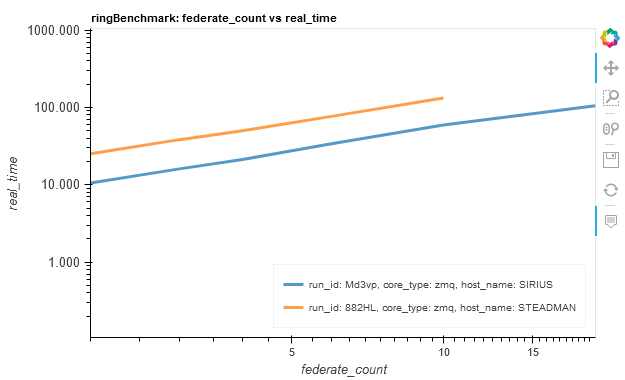 ringBenchmark: federate_count vs real_time
1000.000
100.000
10.000
1.000
real_time
run_id: Md3vp, core_type: zmq, host_name: SIRIUS
run_id: 882HL, core_type: zmq, host_name: STEADMAN
5
10
15
federate_count